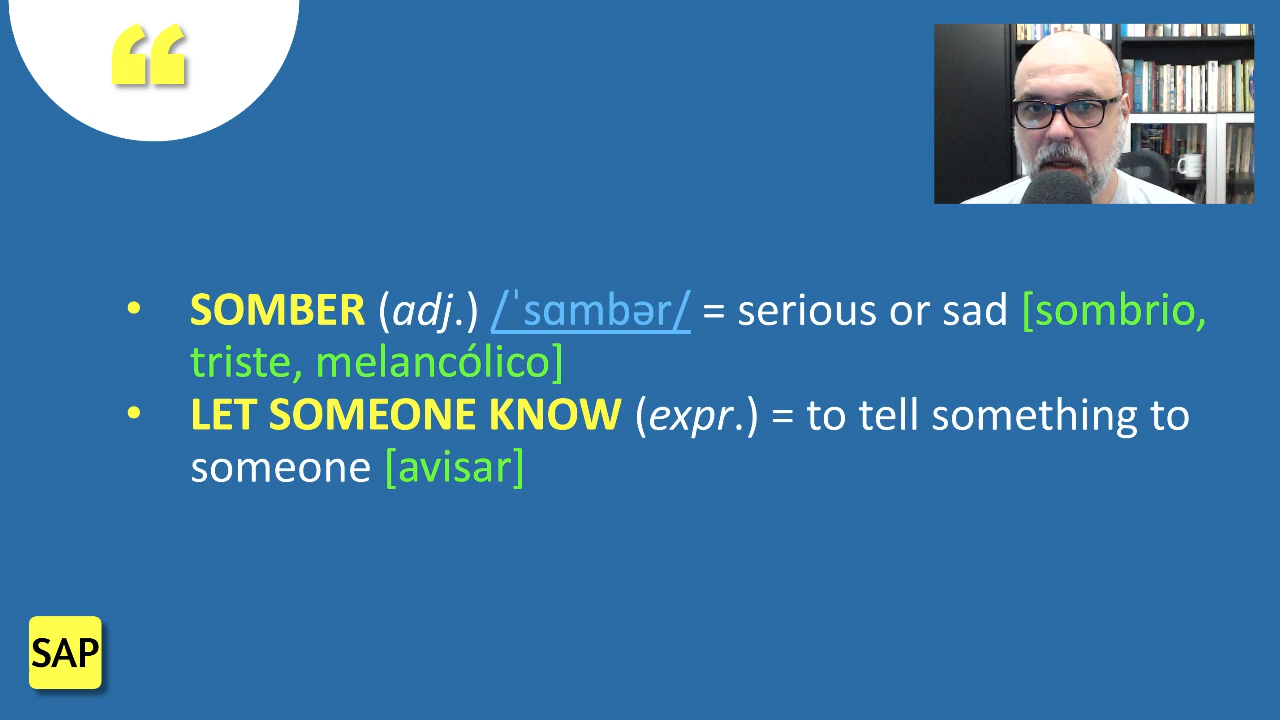 • SOMBER (adj.) /ˈsɑmbər/ = serious or sad [sombrio,
triste, melancólico]
• LET SOMEONE KNOW (expr.) = to tell something to
someone [avisar]
SAP